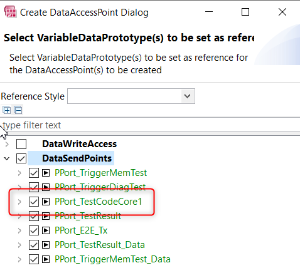 Create DataAccessPoint Dialog
Select VariableDataPrototype(s) to be set as refere
Select VariableDataPrototype(s) to be set as reference for
the DataAccessPoint(s) to be created
Reference Style
type filter text
DataWriteAccess
DataSendPoints
PPort_TriggerMemTest
PPort_TriggerDiagTest
PPort_TestCodeCore1
PPort_TestResult
PPort_E2E_Tx
PPort_TestResult_Data
PPort_TriggerMemTest_Data